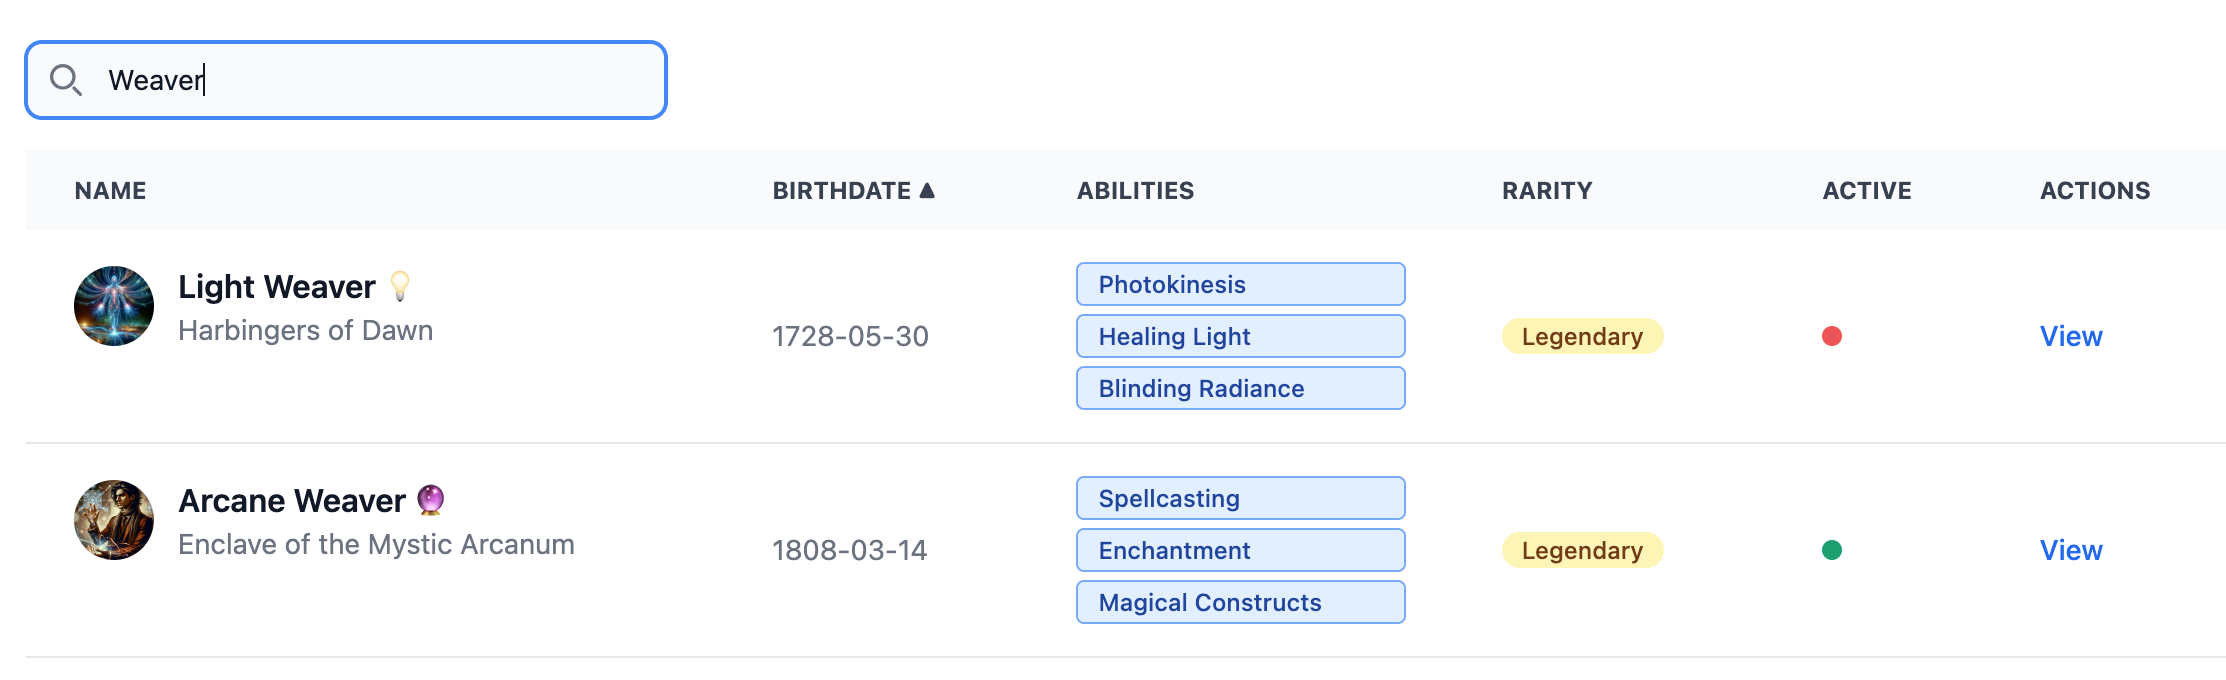 Weaver
NAME BIRTHDATE ▲ ABILITIES RARITY ACTIVE ACTIONS
Light Weaver 💡
Harbingers of Dawn
1728-05-30
Photokinesis
Healing Light
Blinding Radiance
Legendary
View
Arcane Weaver 🔮
Enclave of the Mystic Arcanum
1808-03-14
Spellcasting
Enchantment
Magical Constructs
Legendary
View